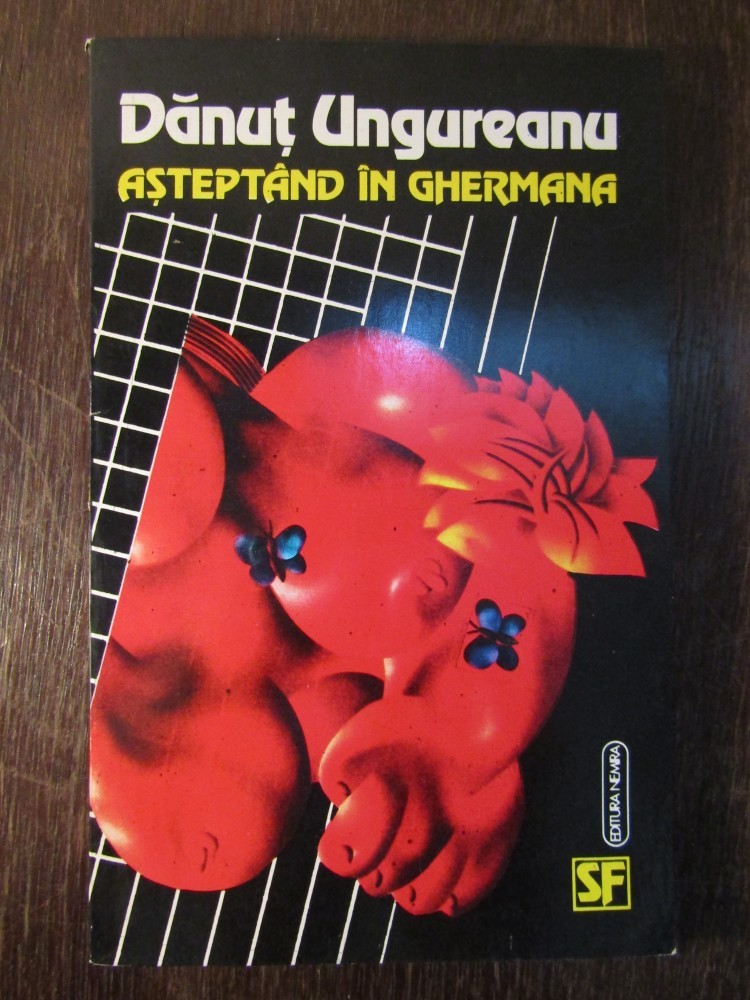 Dănuț Ungureanu
AȘTEPTÂND ÎN GHERMANA
EDITURA NEMIRA
SF